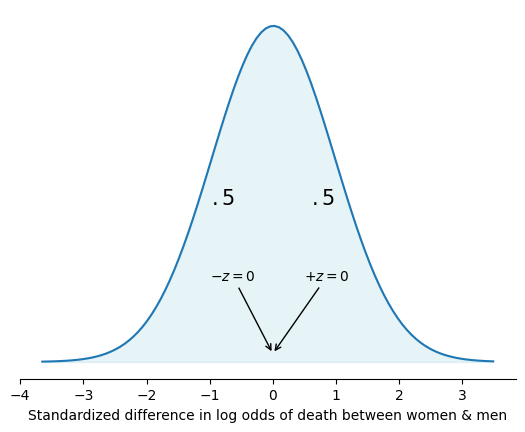 .5 .5
−z = 0 +z = 0
−4 −3 −2 −1 0 1 2 3
Standardized difference in log odds of death between women & men